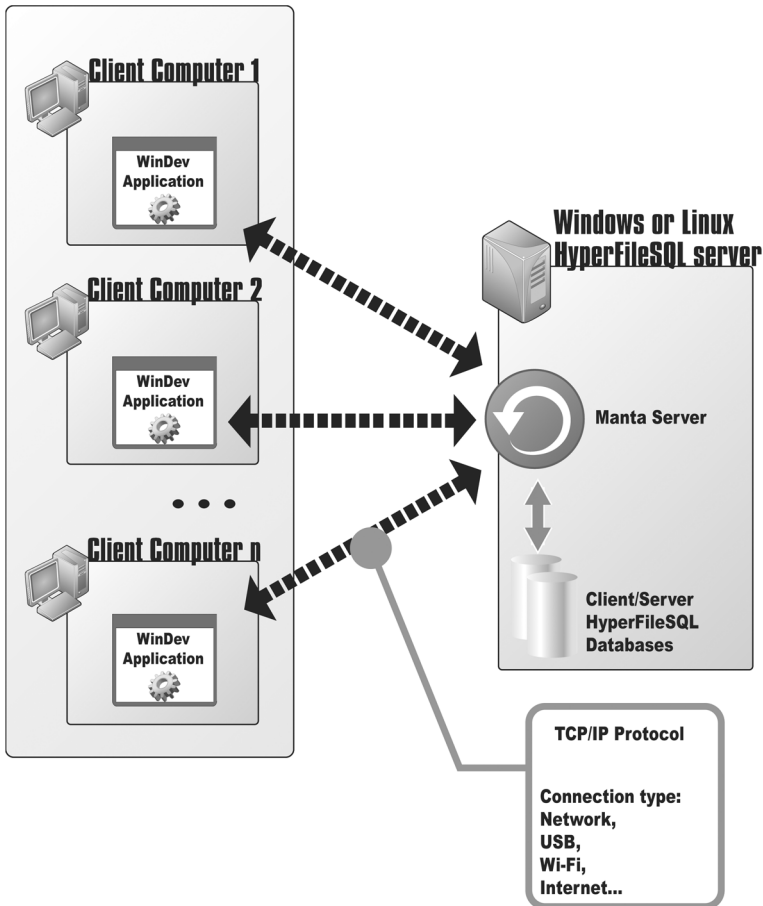 Client Computer 1
WinDev
Application
Client Computer 2
WinDev
Application
• • •
Client Computer n
WinDev
Application
Windows or Linux
HyperFileSQL server
Manta Server
Client/Server
HyperFileSQL
Databases
TCP/IP Protocol
Connection type:
Network,
USB,
Wi-Fi,
Internet...